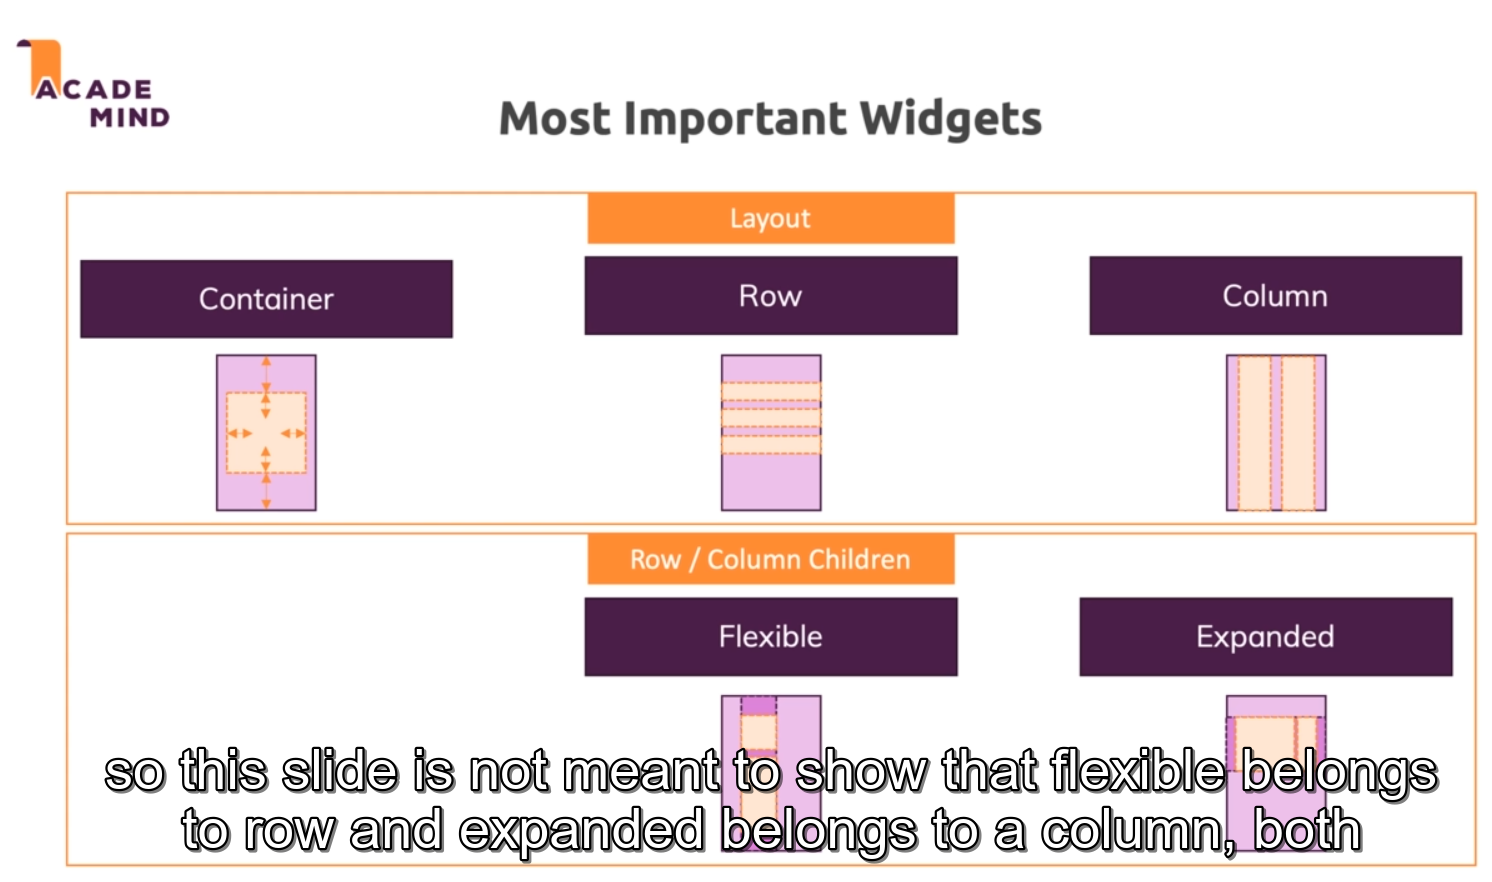 ACADE
MIND
Most Important Widgets
Layout
Container
Row
Column
Row / Column Children
Flexible
Expanded
so this slide is not meant to show that flexible belongs
to row and expanded belongs to a column, both